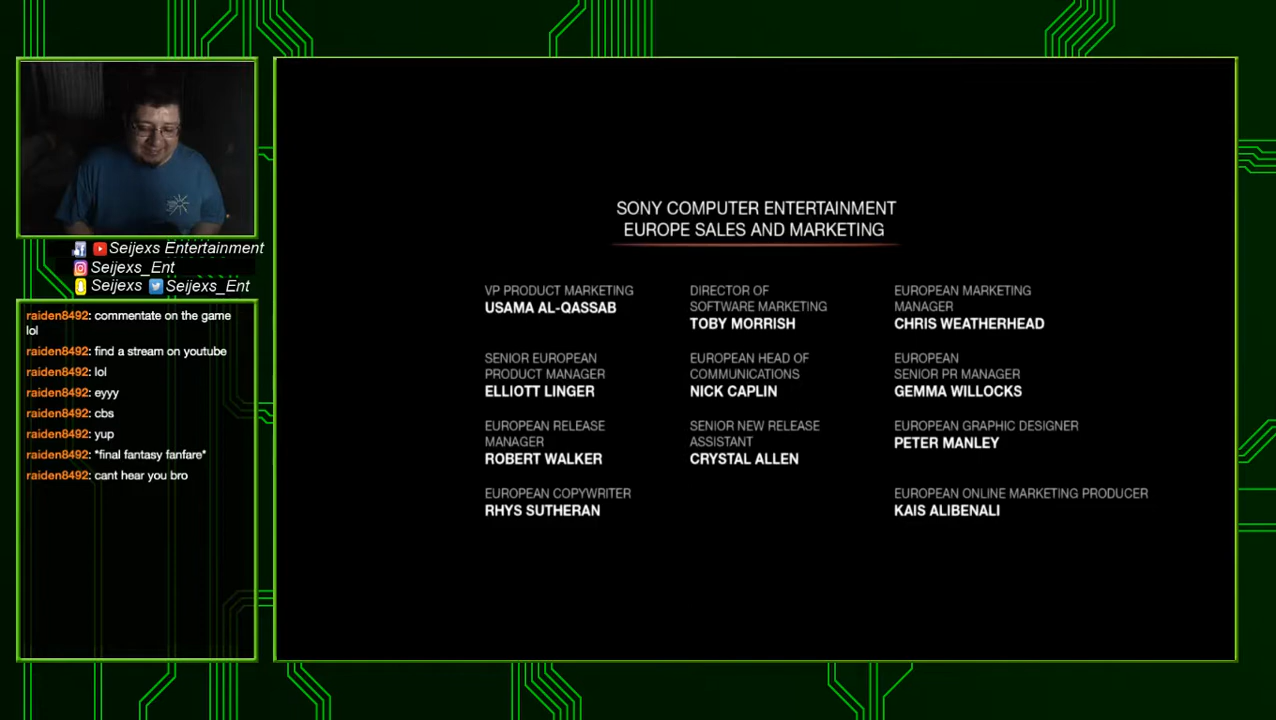 Seijexs Entertainment
Seijexs_Ent
Seijexs Seijexs_Ent
raiden8492: commentate on the game
lol
raiden8492: find a stream on youtube
raiden8492: lol
raiden8492: eyyy
raiden8492: cbs
raiden8492: yup
raiden8492: *final fantasy fanfare*
raiden8492: cant hear you bro
SONY COMPUTER ENTERTAINMENT
EUROPE SALES AND MARKETING
VP PRODUCT MARKETING
USAMA AL-QASSAB
DIRECTOR OF
SOFTWARE MARKETING
TOBY MORRISH
EUROPEAN MARKETING
MANAGER
CHRIS WEATHERHEAD
SENIOR EUROPEAN
PRODUCT MANAGER
ELLIOTT LINGER
EUROPEAN HEAD OF
COMMUNICATIONS
NICK CAPLIN
EUROPEAN
SENIOR PR MANAGER
GEMMA WILLOCKS
EUROPEAN RELEASE
MANAGER
ROBERT WALKER
SENIOR NEW RELEASE
ASSISTANT
CRYSTAL ALLEN
EUROPEAN GRAPHIC DESIGNER
PETER MANLEY
EUROPEAN COPYWRITER
RHYS SUTHERAN
EUROPEAN ONLINE MARKETING PRODUCER
KAIS ALIBENALI